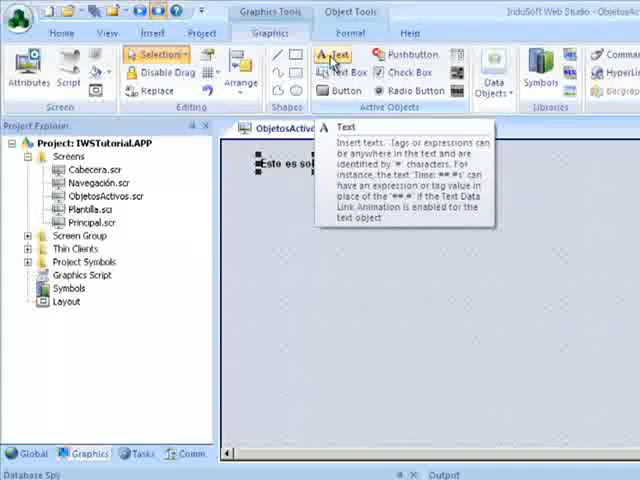 Graphics Tools
Object Tools
InduSoft Web Studio - ObjetosAc
Home
View
Insert
Project
Graphics
Format
Help
Attributes
Script
Screen
Selection
Disable Drag
Replace
Arrange
Editing
Shapes
Text
Text Box
Button
Pushbutton
Check Box
Radio Button
Active Objects
Data
Objects
Symbols
Libraries
Comma
HyperLin
Project Explorer
ObjetosActivo
Project: IWSTutorial.APP
Screens
Cabecera.scr
Navegación.scr
ObjetosActivos.scr
Plantilla.scr
Principal.scr
Screen Group
Thin Clients
Project Symbols
Graphics Script
Symbols
Layout
Esto es sol
Text
Insert texts. Tags or expressions can
be anywhere in the text and are
identified by '#' characters. For
instance, the text 'Time: ##.#s' can
have an expression or tag value in
place of the '##.#' if the Text Data
Link Animation is enabled for the
text object
Global
Graphics
Tasks
Comm.
Database Spy
Output